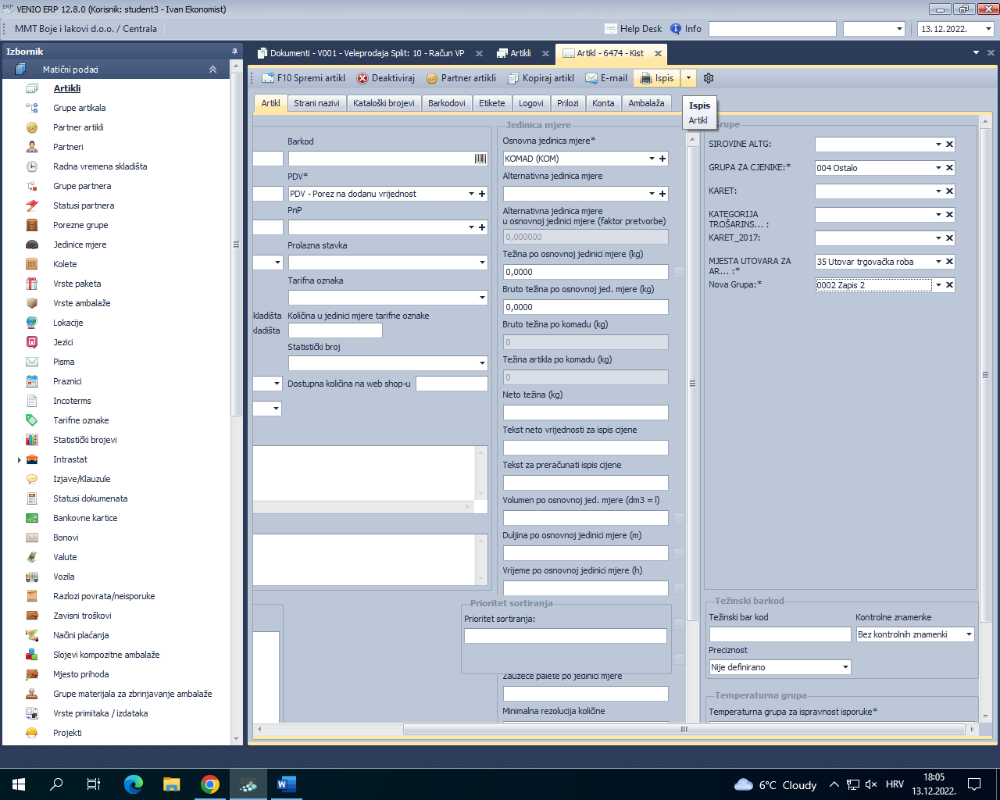 ERP VENIO ERP 12.8.0 (Korisnik: student3 - Ivan Ekonomist)
MMT Boje i lakovi d.o.o. / Centrala
Help Desk
Info
13.12.2022.
Izbornik
Dokumenti - V001 - Veleprodaja Split: 10 - Račun VP
Artikli
Artikl - 6474 - Kist
F10 Spremi artikl
Deaktiviraj
Partner artikli
Kopiraj artikl
E-mail
Ispis
Artikl
Strani nazivi
Kataloški brojevi
Barkodovi
Etikete
Logovi
Prilozi
Konta
Ambalaža
Ispis
Artikl
Matični podaci
Artikli
Grupe artikala
Partner artikli
Partneri
Radna vremena skladišta
Grupe partnera
Statusi partnera
Porezne grupe
Jedinice mjere
Kolete
Vrste paketa
Vrste ambalaže
Lokacije
Jezici
Pisma
Praznici
Incoterms
Tarifne oznake
Statistički brojevi
Intrastat
Izjave/Klauzule
Statusi dokumenata
Bankovne kartice
Bonovi
Valute
Vozila
Razlozi povrata/neisporuke
Zavisni troškovi
Načini plaćanja
Slojevi kompozitne ambalaže
Mjesto prihoda
Grupe materijala za zbrinjavanje ambalaže
Vrste primitaka / izdataka
Projekti
Barkod
PDV*
PDV - Porez na dodanu vrijednost
PnP
Prolazna stavka
Tarifna oznaka
kladišta
Količina u jedinici mjere tarifne oznake
kladišta
Statistički broj
Dostupna količina na web shop-u
Jedinica mjere
Osnovna jedinica mjere*
KOMAD (KOM)
Alternativna jedinica mjere
Alternativna jedinica mjere
u osnovnoj jedinici mjere (faktor pretvorbe)
0,000000
Težina po osnovnoj jedinici mjere (kg)
0,0000
Bruto težina po osnovnoj jed. mjere (kg)
0,0000
Bruto težina po komadu (kg)
0
Težina artikla po komadu (kg)
0
Neto težina (kg)
Tekst neto vrijednosti za ispis cijene
Tekst za preračunati ispis cijene
Volumen po osnovnoj jed. mjere (dm3 = l)
Duljina po osnovnoj jedinici mjere (m)
Vrijeme po osnovnoj jedinici mjere (h)
Prioritet sortiranja
Prioritet sortiranja:
Zauzeće palete po jedinici mjere
Minimalna rezolucija količine
Grupe
SIROVINE ALTG:
GRUPA ZA CJENIKE:*
004 Ostalo
KARET:
KATEGORIJA
TROŠARINS... :
KARET_2017:
MJESTA UTOVARA ZA
AR... :*
35 Utovar trgovačka roba
Nova Grupa:*
0002 Zapis 2
Težinski barkod
Težinski bar kod
Kontrolne znamenke
Bez kontrolnih znamenki
Preciznost
Nije definirano
Temperaturna grupa
Temperaturna grupa za ispravnost isporuke*
6°C Cloudy
HRV
18:05
13.12.2022.